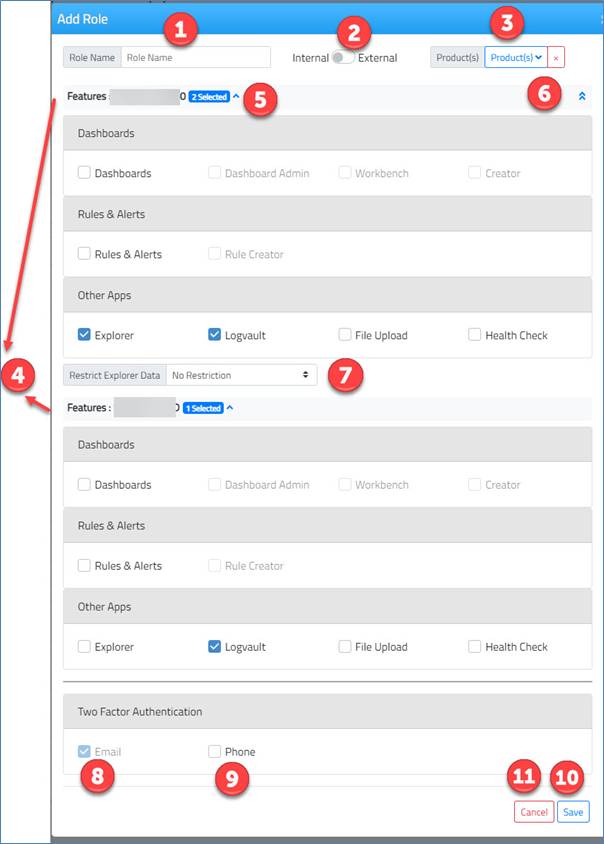 Add Role
1
2
3
Role Name Role Name Internal External Product(s) Product(s) ×
Features : 0 2 Selected 5 6
Dashboards
Dashboards Dashboard Admin Workbench Creator
Rules & Alerts
Rules & Alerts Rule Creator
Other Apps
Explorer Logvault File Upload Health Check
4 Restrict Explorer Data No Restriction 7
Features : 0 1 Selected
Dashboards
Dashboards Dashboard Admin Workbench Creator
Rules & Alerts
Rules & Alerts Rule Creator
Other Apps
Explorer Logvault File Upload Health Check
Two Factor Authentication
Email Phone
8 9 11 10
Cancel Save